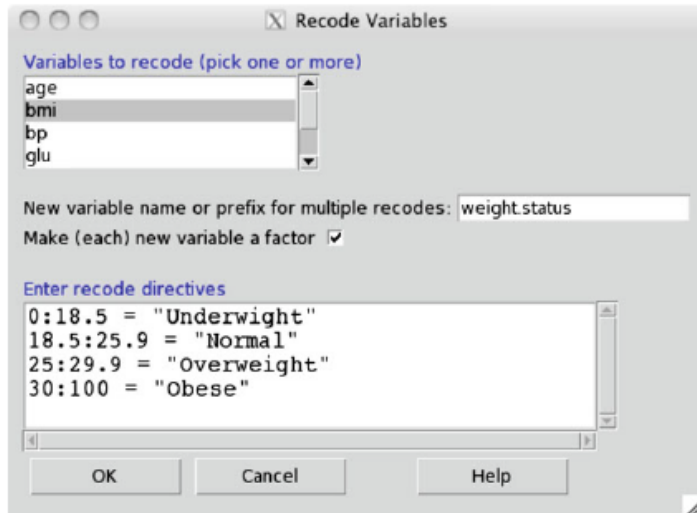 Recode Variables
Variables to recode (pick one or more)
age
bmi
bp
glu
New variable name or prefix for multiple recodes: weight.status
Make (each) new variable a factor
Enter recode directives
0:18.5 = "Underwight"
18.5:25.9 = "Normal"
25:29.9 = "Overweight"
30:100 = "Obese"
OK Cancel Help